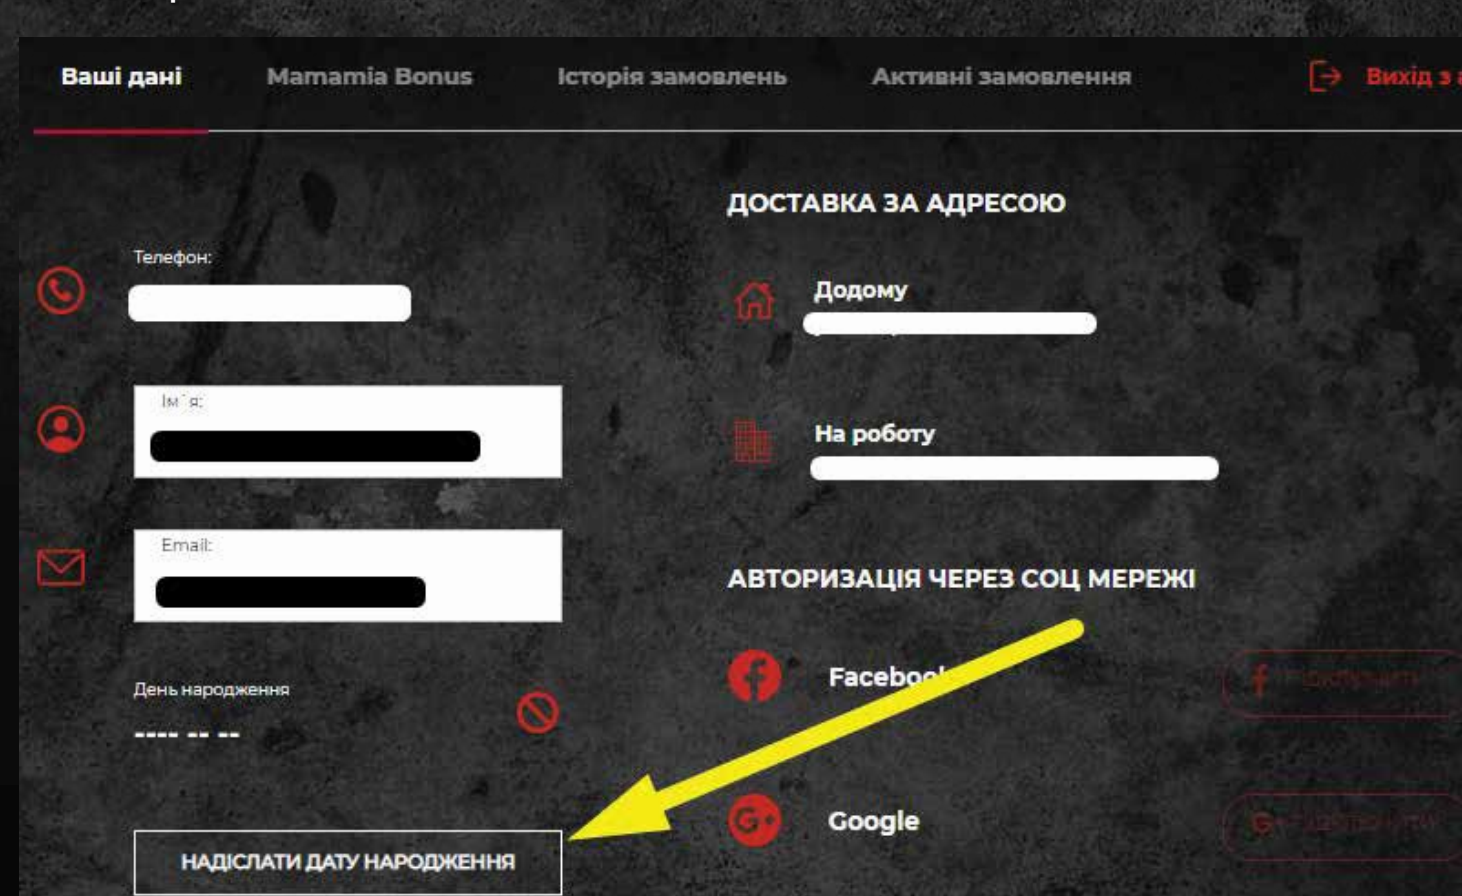 Ваші дані
Mamamia Bonus
Історія замовлень
Активні замовлення
Вихід з
Телефон:
Ім`я:
Email:
День народження
---- -- --
НАДІСЛАТИ ДАТУ НАРОДЖЕННЯ
ДОСТАВКА ЗА АДРЕСОЮ
Додому
На роботу
АВТОРИЗАЦІЯ ЧЕРЕЗ СОЦ МЕРЕЖІ
Facebook
Google